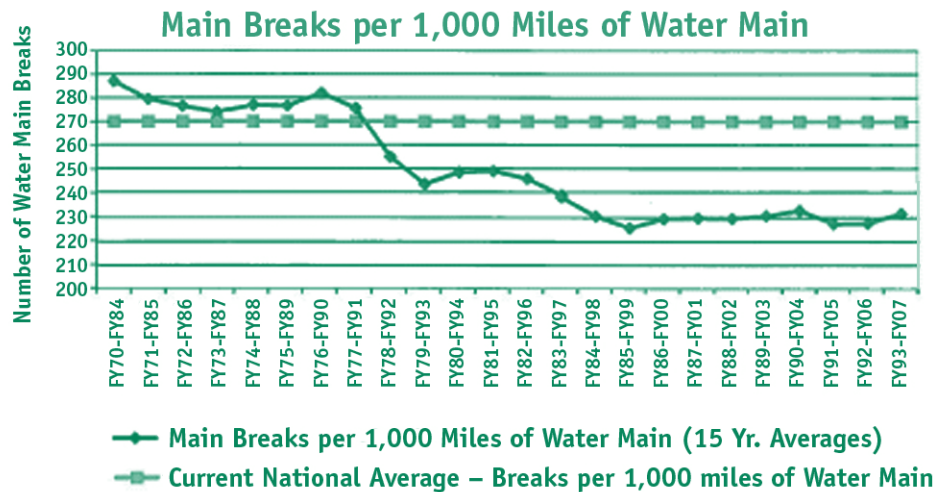 Main Breaks per 1,000 Miles of Water Main
Number of Water Main Breaks
300
290
280
270
260
250
240
230
220
210
200
FY70-FY84
FY71-FY85
FY72-FY86
FY73-FY87
FY74-FY88
FY75-FY89
FY76-FY90
FY77-FY91
FY78-FY92
FY79-FY93
FY80-FY94
FY81-FY95
FY82-FY96
FY83-FY97
FY84-FY98
FY85-FY99
FY86-FY00
FY87-FY01
FY88-FY02
FY89-FY03
FY90-FY04
FY91-FY05
FY92-FY06
FY93-FY07
Main Breaks per 1,000 Miles of Water Main (15 Yr. Averages)
Current National Average – Breaks per 1,000 miles of Water Main